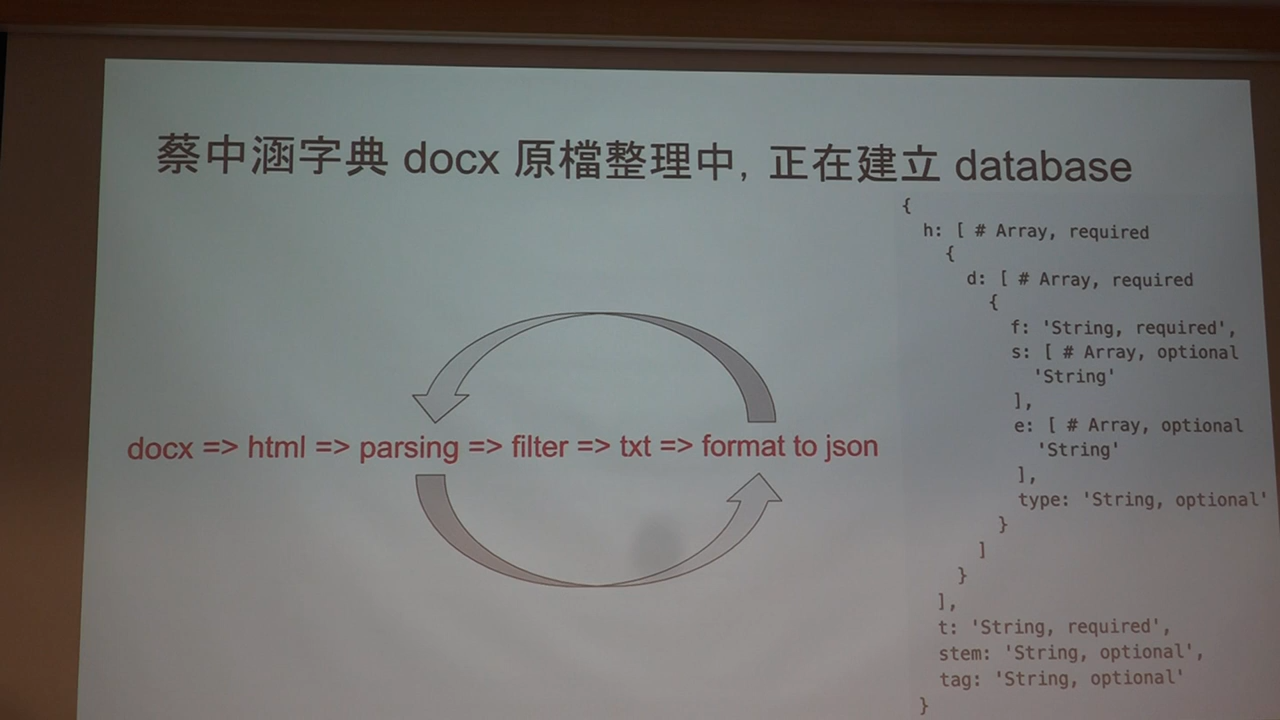 蔡中涵字典 docx 原檔整理中, 正在建立 database
docx => html => parsing => filter => txt => format to json
{
h: [ # Array, required
{
d: [ # Array, required
{
f: 'String, required',
s: [ # Array, optional
'String'
],
e: [ # Array, optional
'String'
],
type: 'String, optional'
}
]
}
],
t: 'String, required',
stem: 'String, optional',
tag: 'String, optional'
}